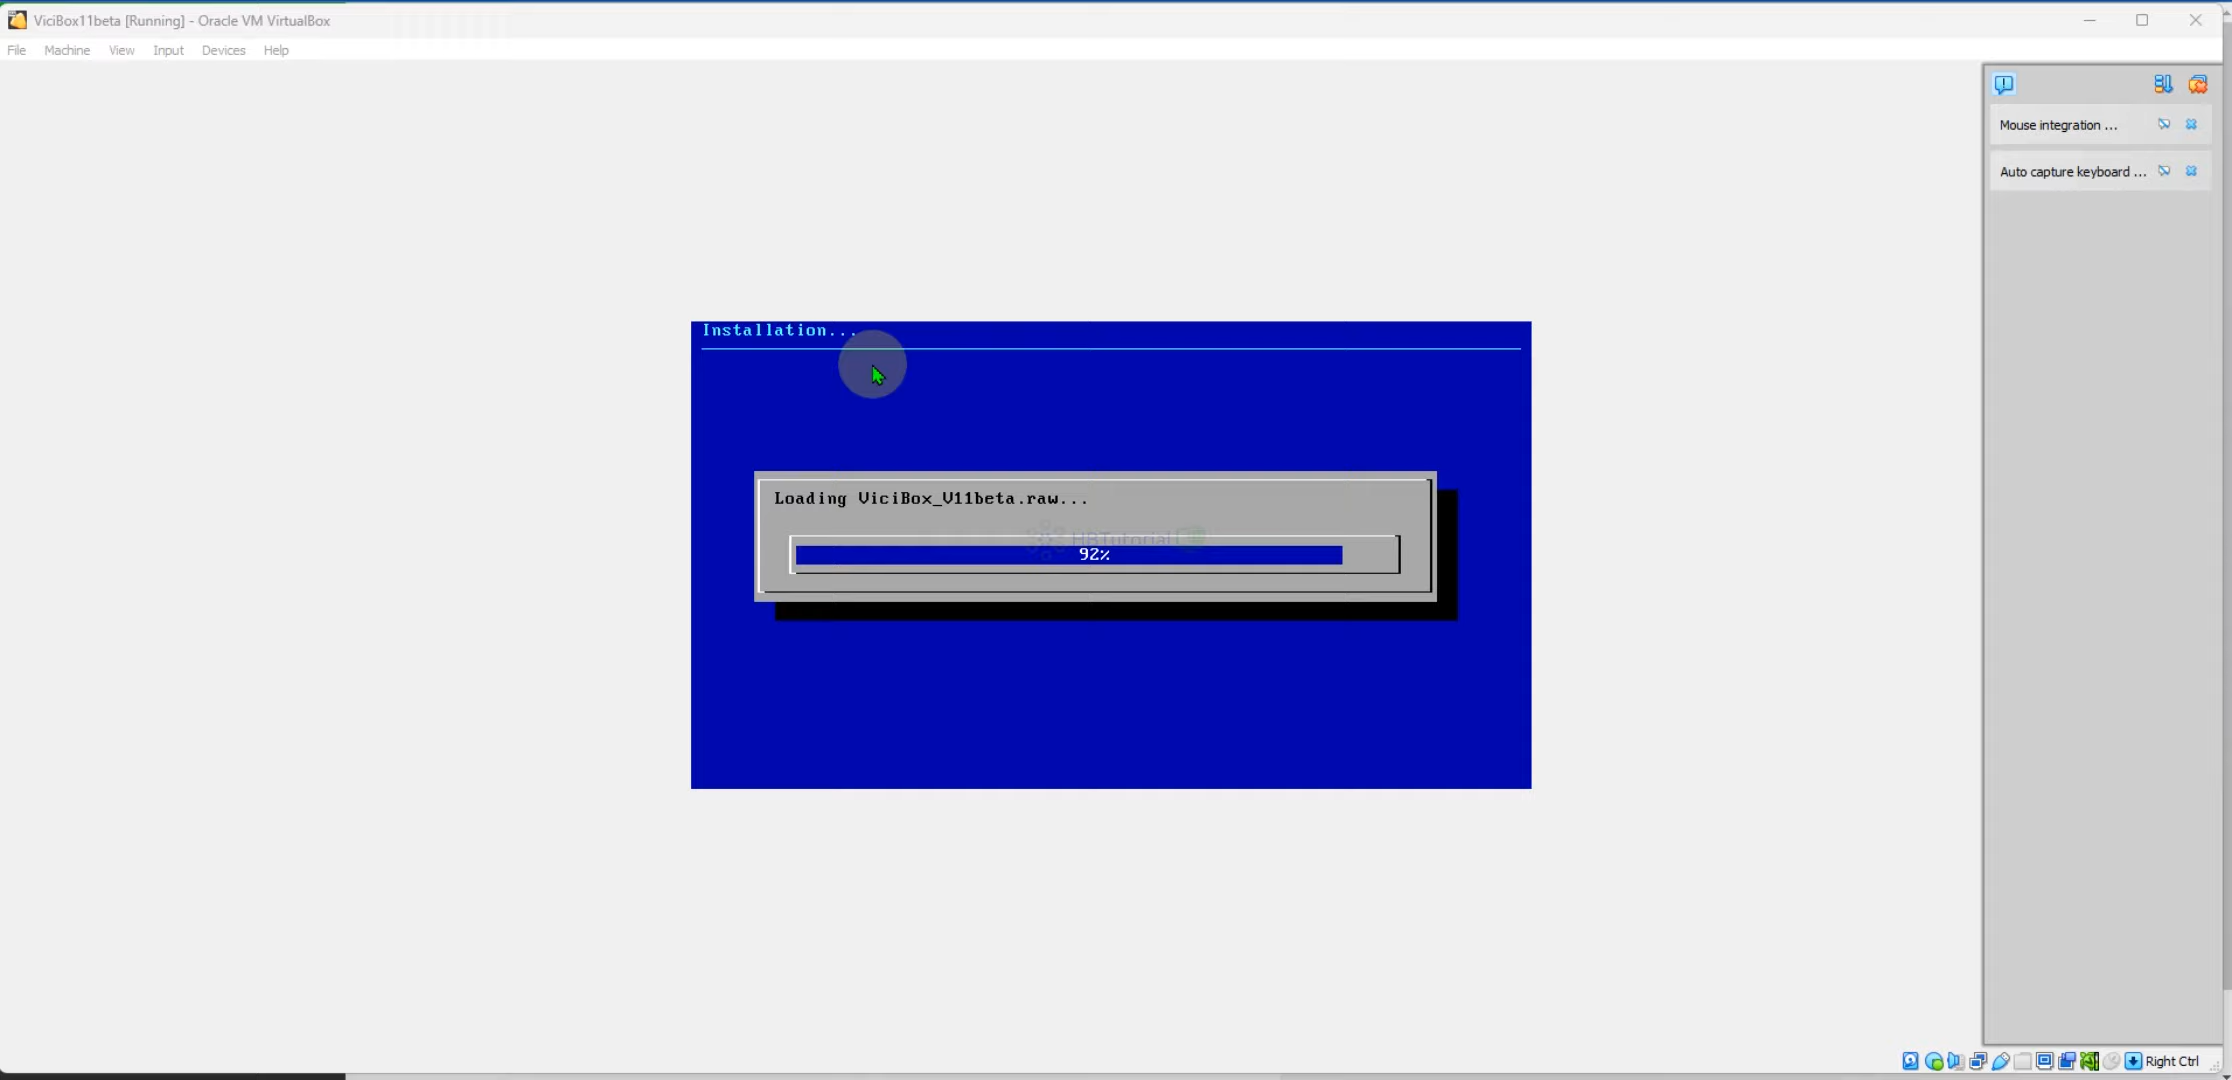 ViciBox11beta [Running] - Oracle VM VirtualBox
File Machine View Input Devices Help
Mouse integration ...
Auto capture keyboard ...
Installation...
Loading ViciBox_V11beta.raw...
HBTutorial
92%
Right Ctrl